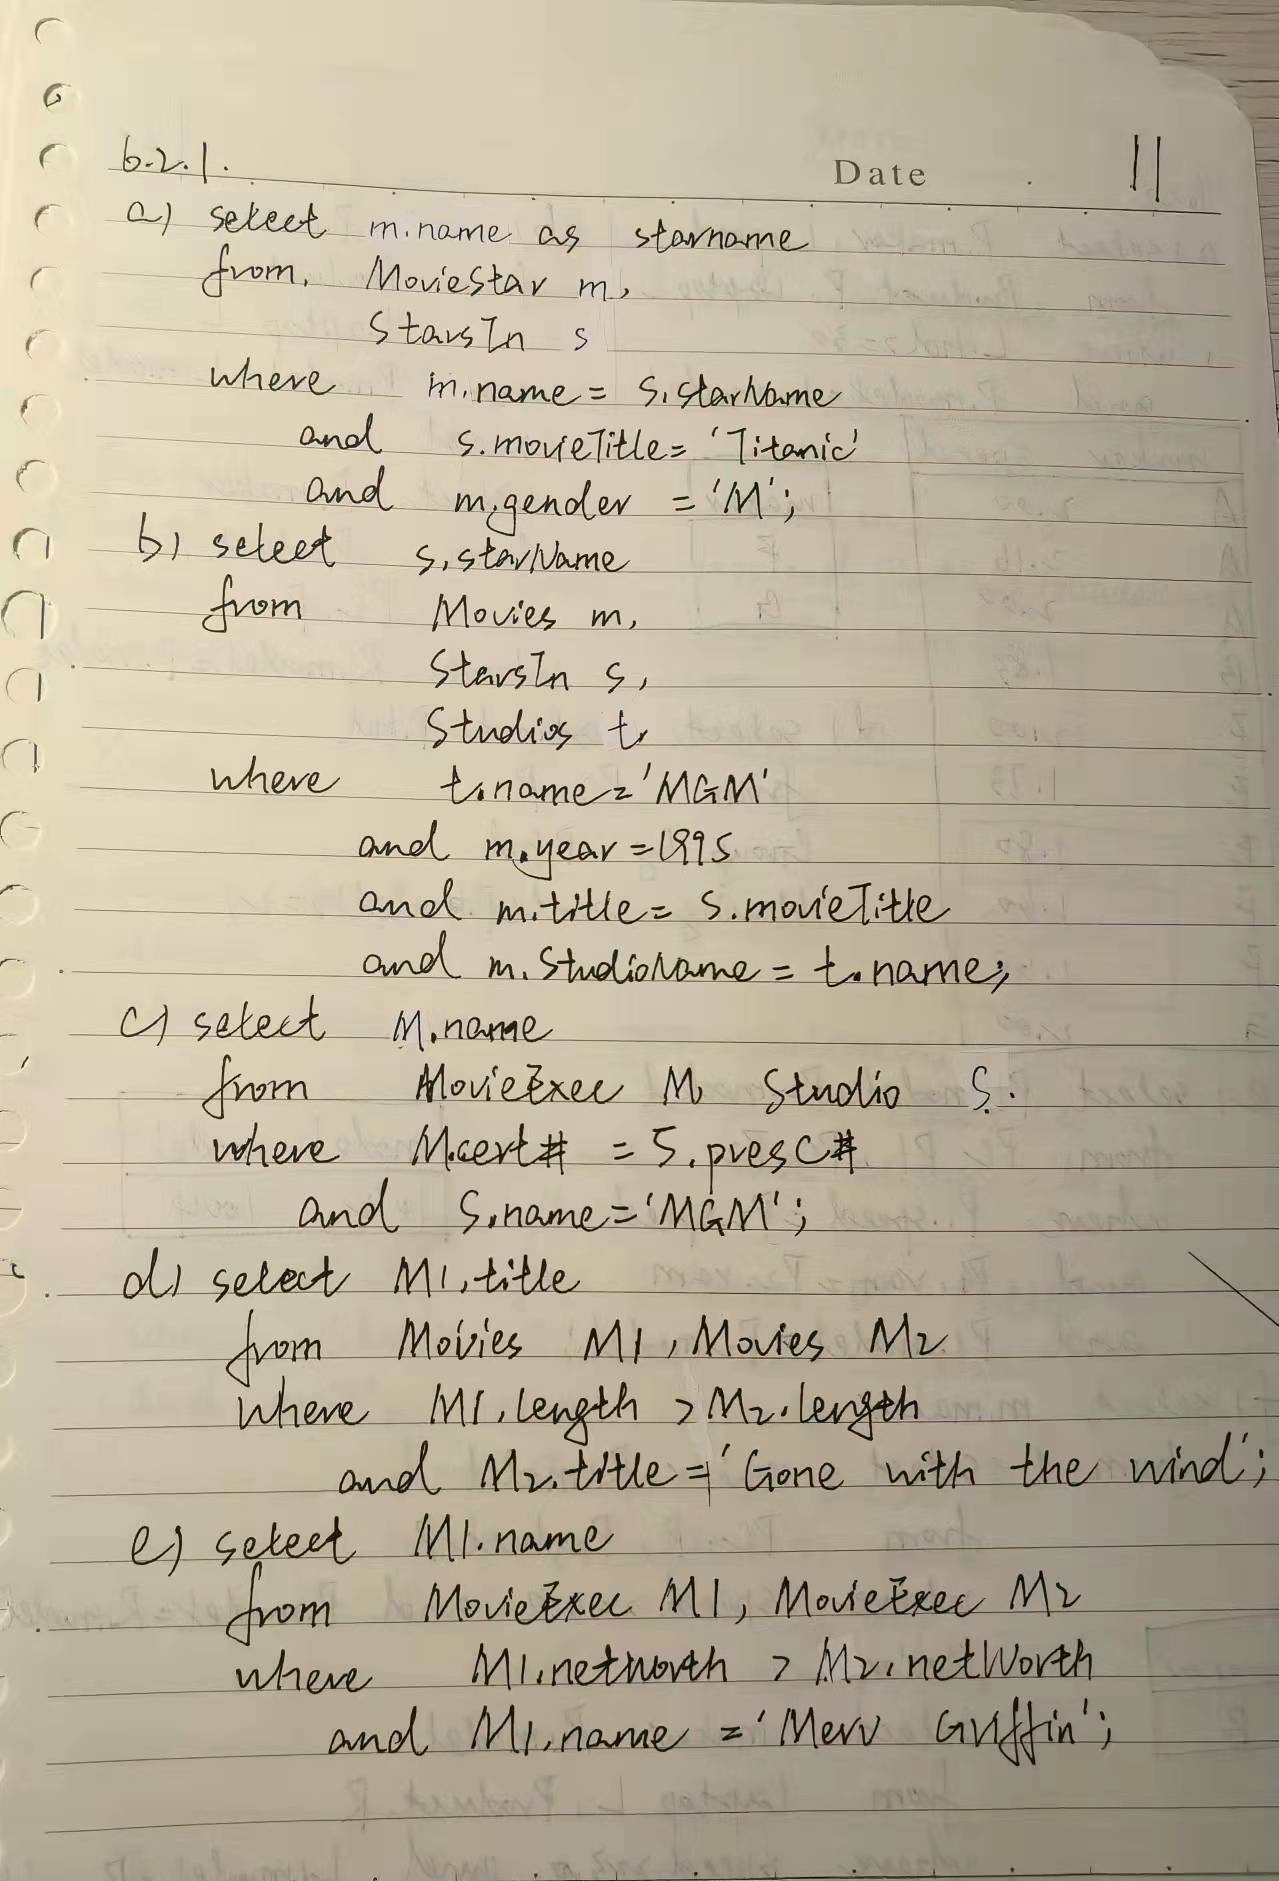 Date 11
6.2.1.
a) select m.name as starname
from. MovieStar m,
StarsIn s
where m.name = s.starName
and s.movieTitle = 'Titanic'
and m.gender = 'M';
b) select s.starName
from Movies m,
StarsIn s,
Studios t,
where t.name = 'MGM'
and m.year = 1995
and m.title = s.movieTitle
and m.studioName = t.name;
c) select M.name
from MovieExec M, Studio S.
where M.cert# = S.presC#
and S.name = 'MGM';
d) select M1.title
from Movies M1, Movies M2
where M1.length > M2.length
and M2.title = 'Gone with the wind';
e) select M1.name
from MovieExec M1, MovieExec M2
where M1.networth > M2.netWorth
and M1.name = 'Merv Griffin';